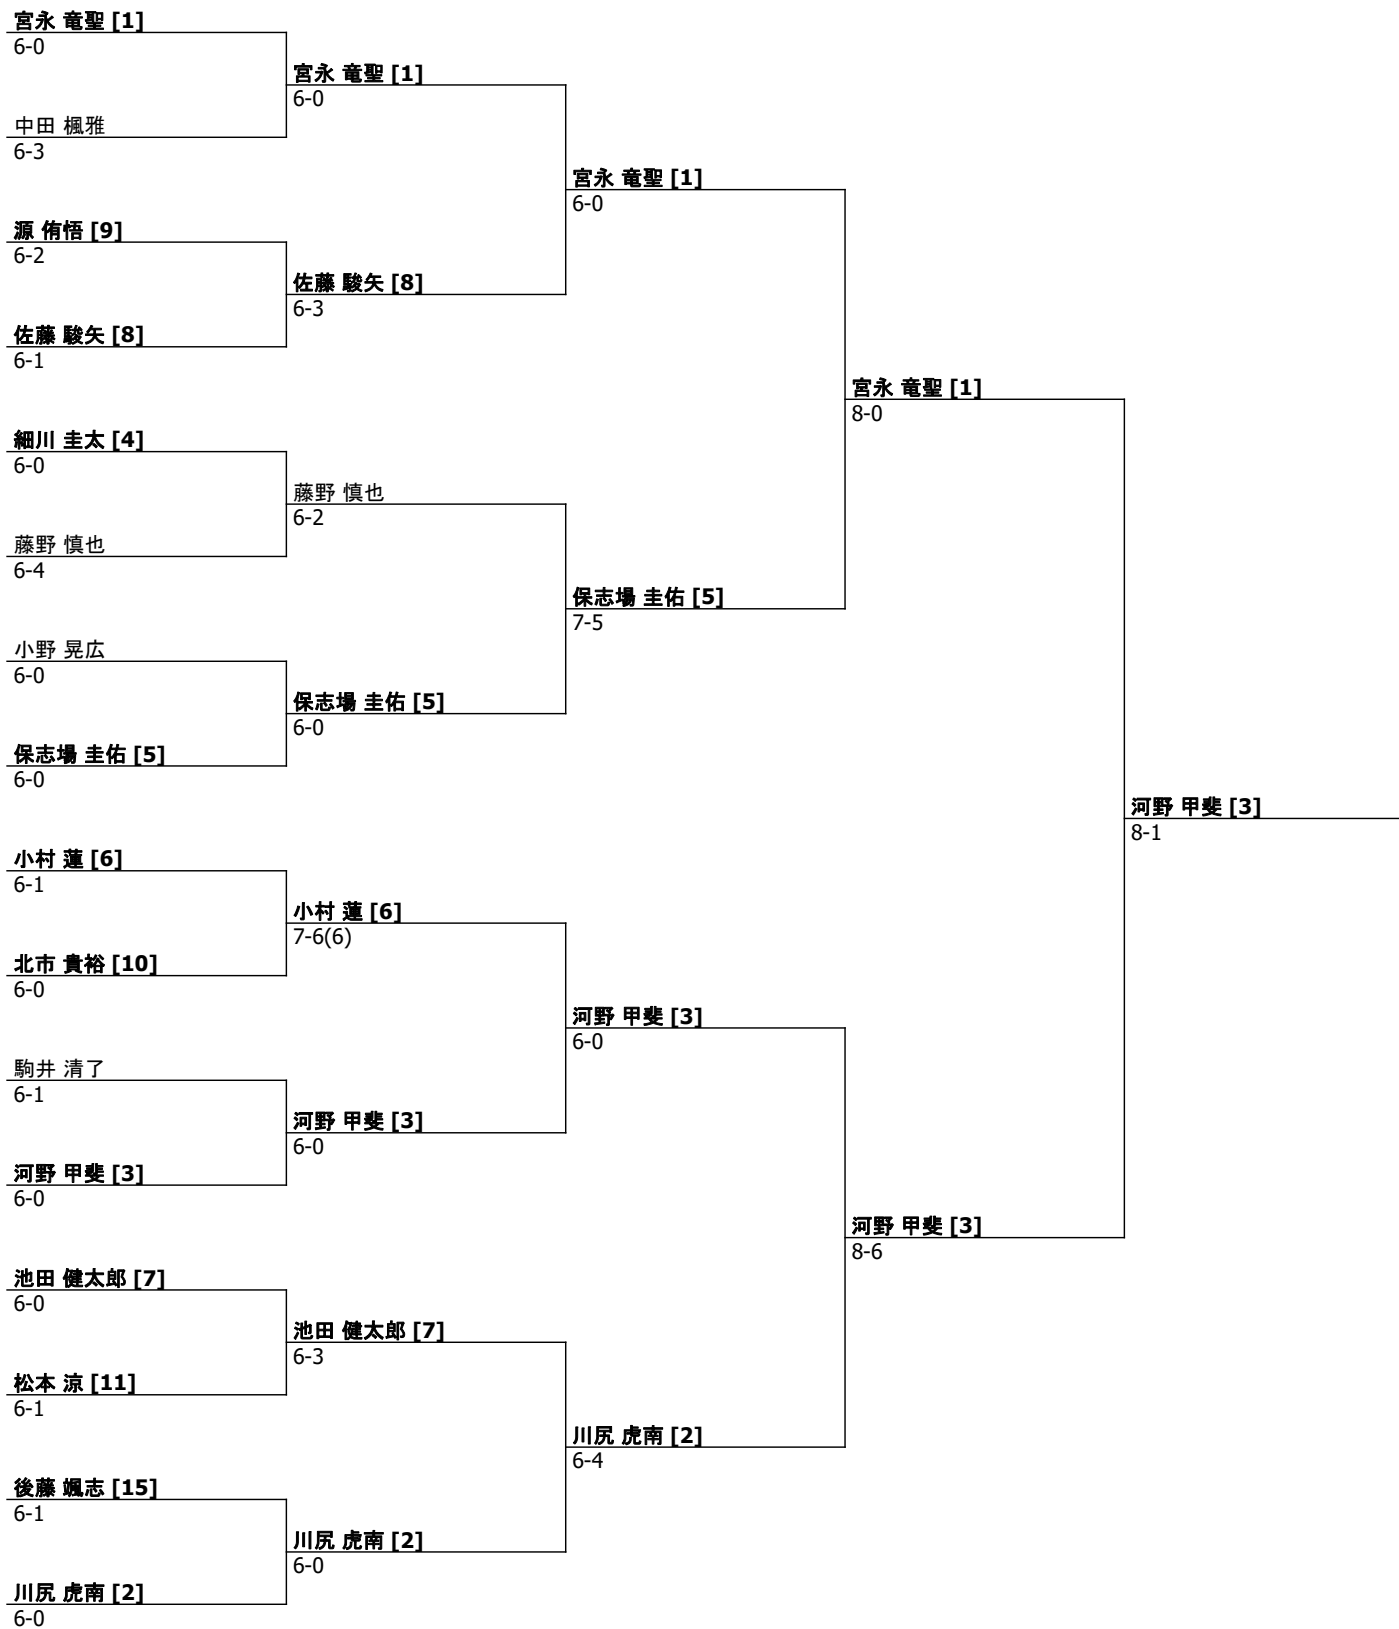 宮永 竜聖 [1]
6-0
宮永 竜聖 [1]
6-0
中田 楓雅
6-3
宮永 竜聖 [1]
6-0
源 侑悟 [9]
6-2
佐藤 駿矢 [8]
6-3
佐藤 駿矢 [8]
6-1
宮永 竜聖 [1]
8-0
細川 圭太 [4]
6-0
藤野 慎也
6-2
藤野 慎也
6-4
保志場 圭佑 [5]
7-5
小野 晃広
6-0
保志場 圭佑 [5]
6-0
保志場 圭佑 [5]
6-0
河野 甲斐 [3]
8-1
小村 蓮 [6]
6-1
小村 蓮 [6]
7-6(6)
北市 貴裕 [10]
6-0
河野 甲斐 [3]
6-0
駒井 清了
6-1
河野 甲斐 [3]
6-0
河野 甲斐 [3]
6-0
河野 甲斐 [3]
8-6
池田 健太郎 [7]
6-0
池田 健太郎 [7]
6-3
松本 涼 [11]
6-1
川尻 虎南 [2]
6-4
後藤 颯志 [15]
6-1
川尻 虎南 [2]
6-0
川尻 虎南 [2]
6-0